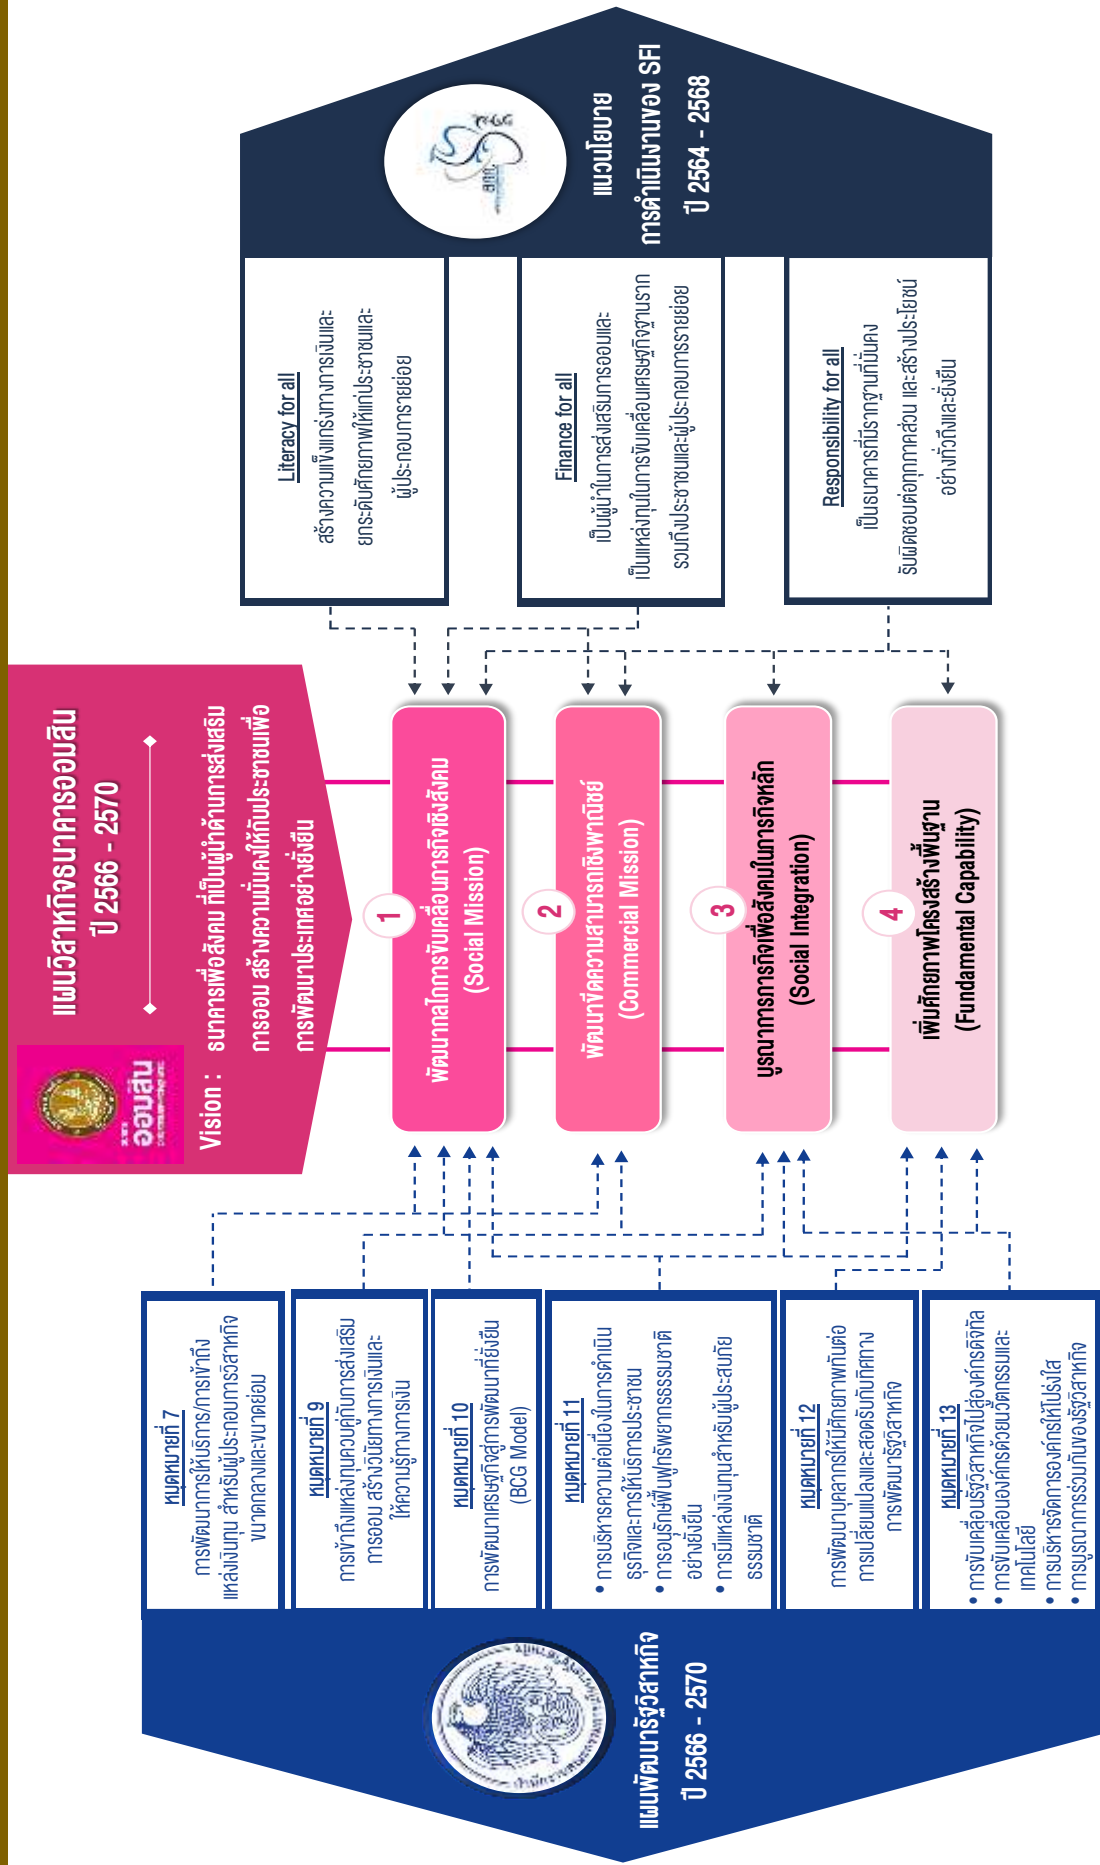 แผนวิสาหกิจธนาคารออมสิน
ปี 2566 - 2570
ออมสิน
Vision :
ธนาคารเพื่อสังคม ที่เป็นผู้นำด้านการส่งเสริม
การออม สร้างความมั่นคงให้กับประชาชนเพื่อ
การพัฒนาประเทศอย่างยั่งยืน
แผนพัฒนารัฐวิสาหกิจ
ปี 2566 - 2570
หมุดหมายที่ 7
การพัฒนาการให้บริการ/การเข้าถึง
แหล่งเงินทุน สำหรับผู้ประกอบการวิสาหกิจ
ขนาดกลางและขนาดย่อม
หมุดหมายที่ 9
การเข้าถึงแหล่งทุนควบคู่กับการส่งเสริม
การออม สร้างวินัยทางการเงินและ
ให้ความรู้ทางการเงิน
หมุดหมายที่ 10
การพัฒนาเศรษฐกิจสู่การพัฒนาที่ยั่งยืน
(BCG Model)
หมุดหมายที่ 11
• การบริหารความต่อเนื่องในการดำเนิน
ธุรกิจและการให้บริการประชาชน
• การอนุรักษ์ฟื้นฟูทรัพยากรธรรมชาติ
อย่างยั่งยืน
• การมีแหล่งเงินทุนสำหรับผู้ประสบภัย
ธรรมชาติ
หมุดหมายที่ 12
การพัฒนาบุคลากรให้มีศักยภาพทันต่อ
การเปลี่ยนแปลงและสอดรับกับทิศทาง
การพัฒนารัฐวิสาหกิจ
หมุดหมายที่ 13
• การขับเคลื่อนรัฐวิสาหกิจไปสู่องค์กรดิจิทัล
• การขับเคลื่อนองค์กรด้วยนวัตกรรมและ
เทคโนโลยี
• การบริหารจัดการองค์กรให้โปร่งใส
• การบูรณาการร่วมกันของรัฐวิสาหกิจ
1
พัฒนากลไกการขับเคลื่อนภารกิจเชิงสังคม
(Social Mission)
2
พัฒนาขีดความสามารถเชิงพาณิชย์
(Commercial Mission)
3
บูรณาการภารกิจเพื่อสังคมในภารกิจหลัก
(Social Integration)
4
เพิ่มศักยภาพโครงสร้างพื้นฐาน
(Fundamental Capability)
Literacy for all
สร้างความแข็งแกร่งทางการเงินและ
ยกระดับศักยภาพให้แก่ประชาชนและ
ผู้ประกอบการายย่อย
Finance for all
เป็นผู้นำในการส่งเสริมการออมและ
เป็นแหล่งทุนในการขับเคลื่อนเศรษฐกิจฐานราก
รวมถึงประชาชนและผู้ประกอบการรายย่อย
Responsibility for all
เป็นธนาคารที่มีรากฐานที่มั่นคง
รับผิดชอบต่อทุกภาคส่วน และสร้างประโยชน์
อย่างทั่วถึงและยั่งยืน
สศค.
แนวนโยบาย
การดำเนินงานของ SFI
ปี 2564 - 2568